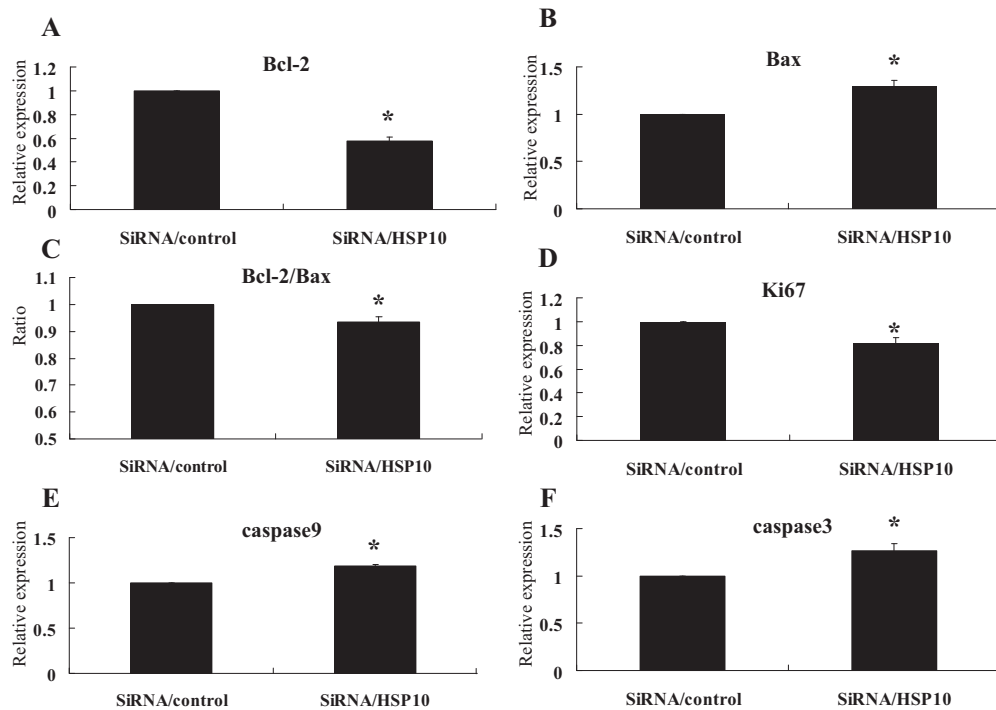 A
Bcl-2
Relative expression
1.2
1
0.8
0.6
0.4
0.2
0
*
SiRNA/control
SiRNA/HSP10
B
Bax
Relative expression
1.5
1
0.5
0
*
SiRNA/control
SiRNA/HSP10
C
Bcl-2/Bax
Ratio
1.1
1
0.9
0.8
0.7
0.6
0.5
*
SiRNA/control
SiRNA/HSP10
D
Ki67
Relative expression
1.2
1
0.8
0.6
0.4
0.2
0
*
SiRNA/control
SiRNA/HSP10
E
caspase9
Relative expression
1.5
1
0.5
0
*
SiRNA/control
SiRNA/HSP10
F
caspase3
Relative expression
1.5
1
0.5
0
*
SiRNA/control
SiRNA/HSP10